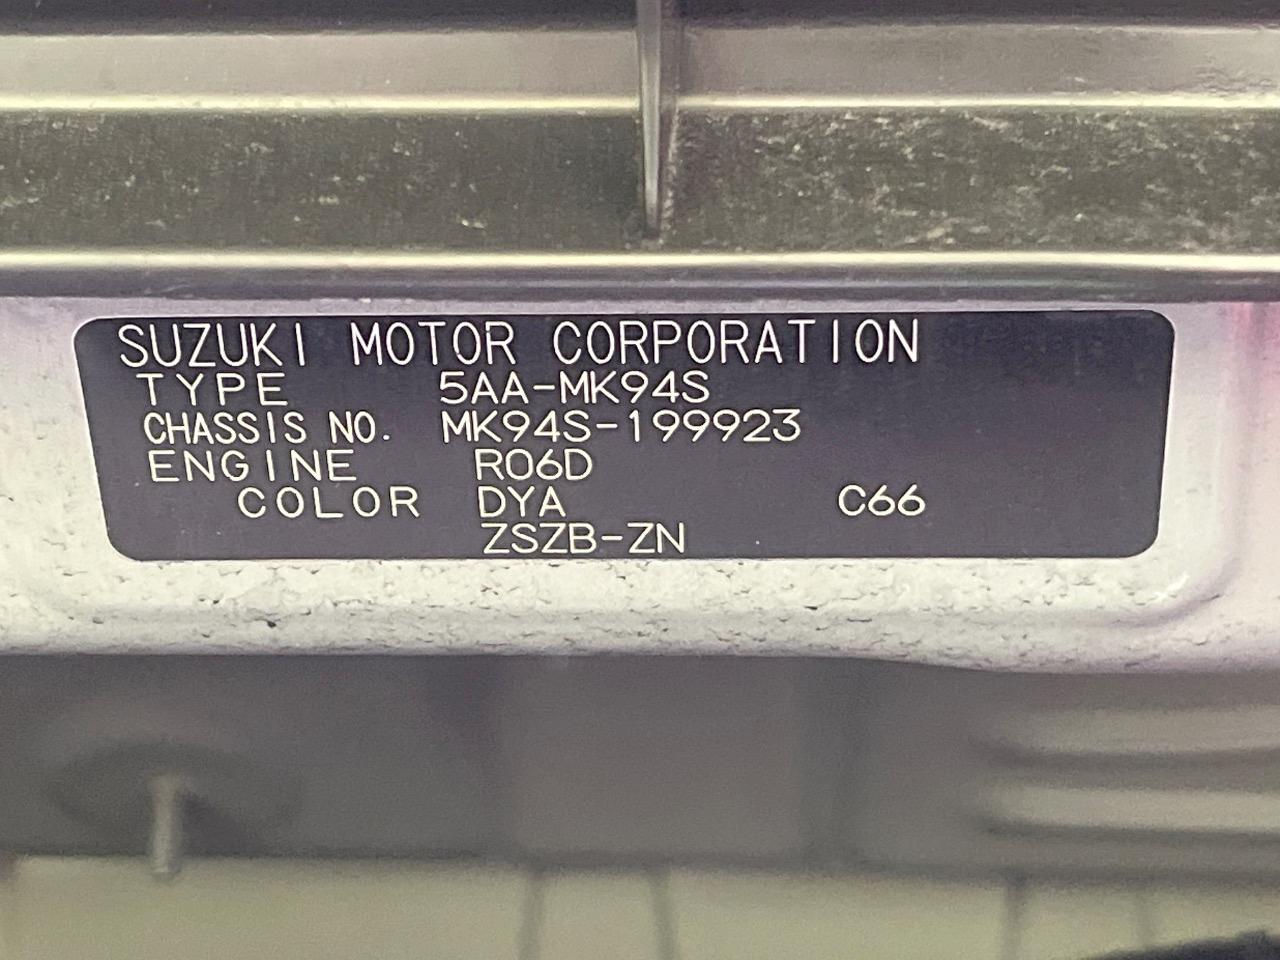 SUZUKI MOTOR CORPORATION
TYPE 5AA-MK94S
CHASSIS NO. MK94S-199923
ENGINE R06D
COLOR DYA C66
ZSZB-ZN